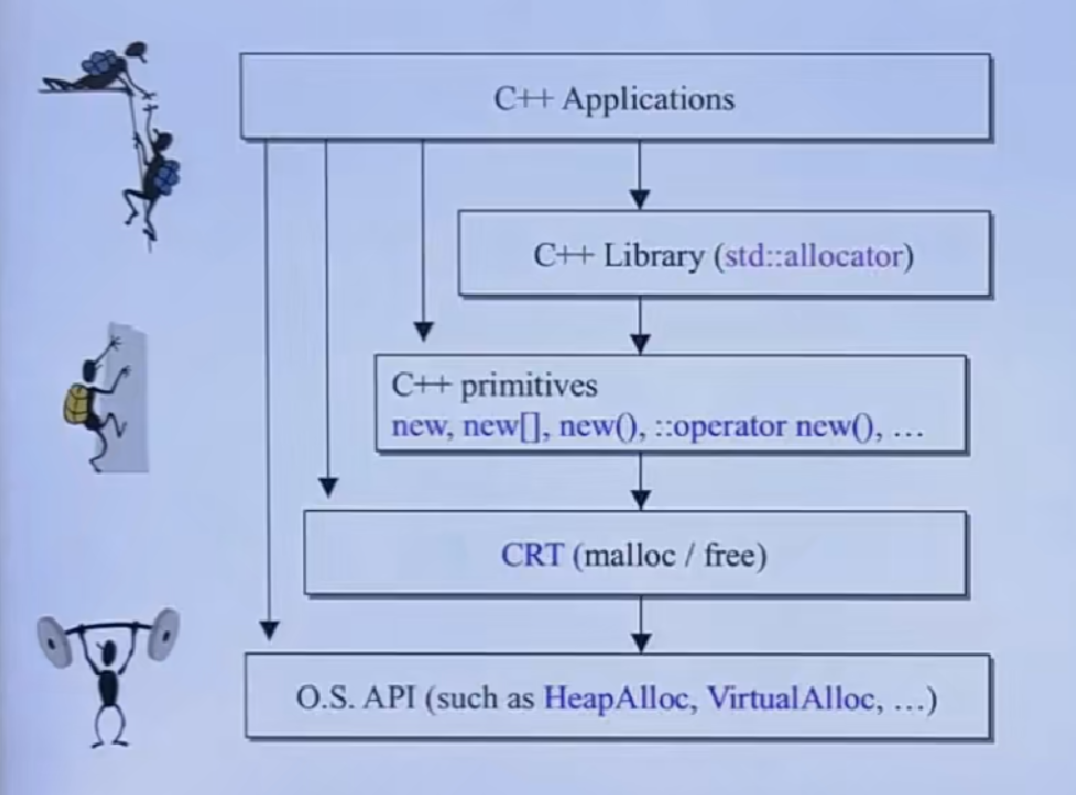 C++ Applications
C++ Library (std::allocator)
C++ primitives
new, new[], new(), ::operator new(), ...
CRT (malloc / free)
O.S. API (such as HeapAlloc, VirtualAlloc, ...)